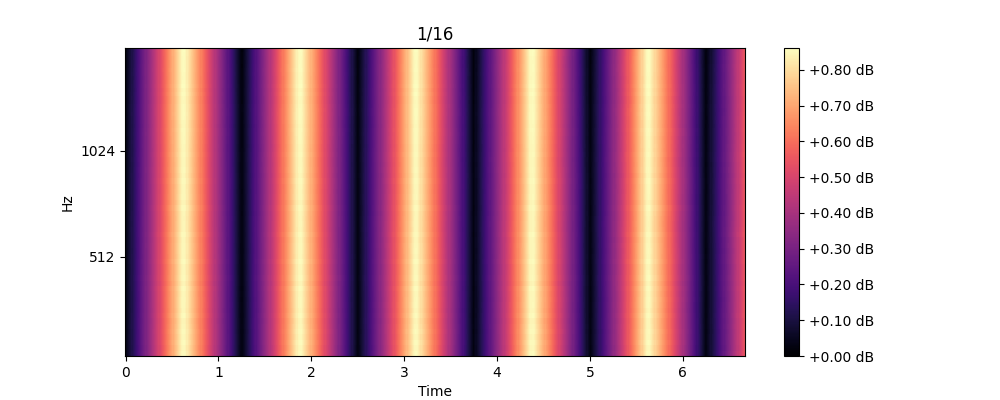 1/16
Hz
1024
512
0 1 2 3 4 5 6
Time
+0.80 dB
+0.70 dB
+0.60 dB
+0.50 dB
+0.40 dB
+0.30 dB
+0.20 dB
+0.10 dB
+0.00 dB